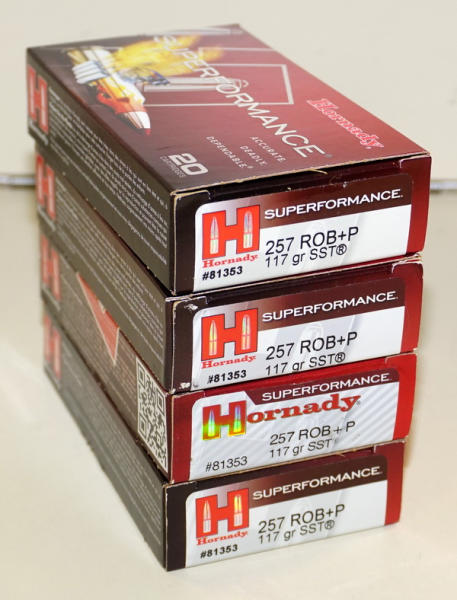 SUPERFORMANCE
Hornady
ACCURATE.
DEADLY.
DEPENDABLE.
20
CARTRIDGES
H
SUPERFORMANCE
H
257 ROB+P
Hornady
117 gr SST®
#81353
SUPERFORMANCE
H
257 ROB+P
Hornady
117 gr SST®
#81353
SUPERFORMANCE
Hornady
257 ROB+P
#81353
117 gr SST®
SUPERFORMANCE
H
257 ROB+P
Hornady
117 gr SST®
#81353